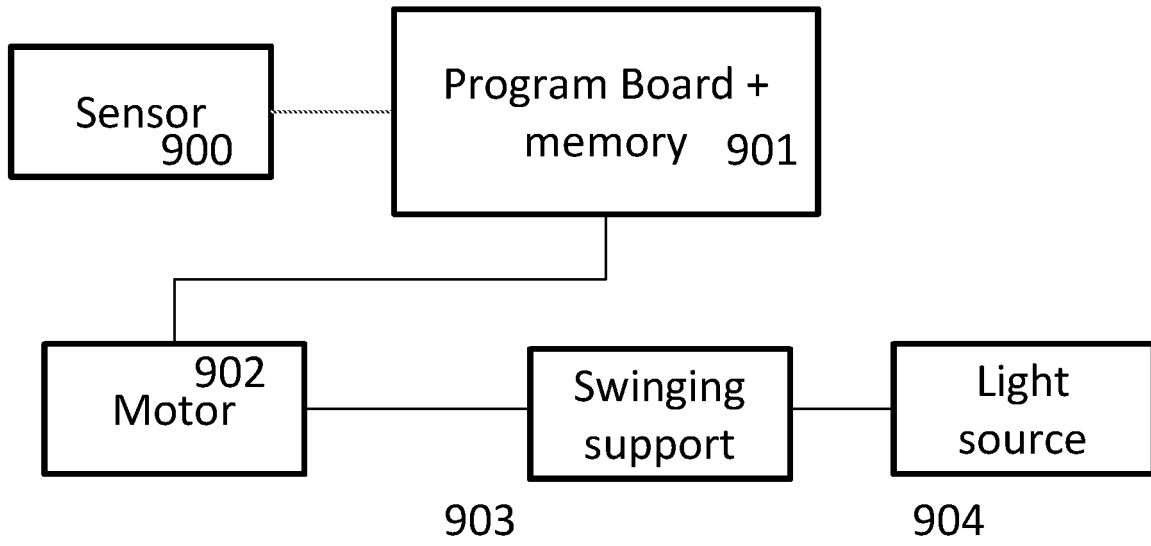 Sensor
900
Program Board +
memory 901
902
Motor
Swinging
support
Light
source
903
904